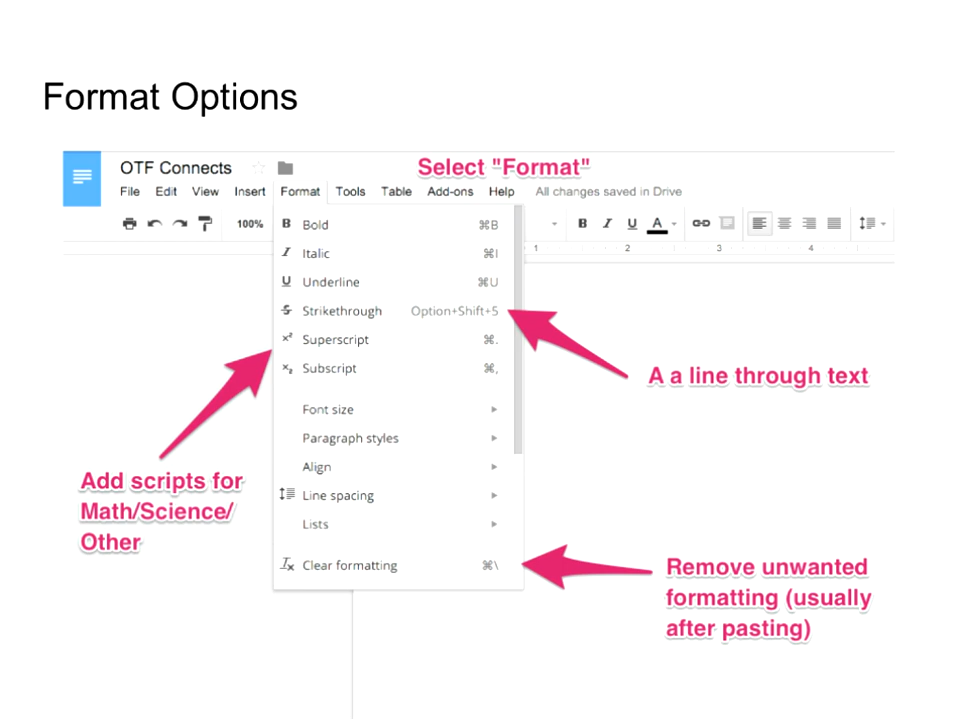 Format Options
OTF Connects
Select "Format"
File Edit View Insert Format Tools Table Add-ons Help All changes saved in Drive
100% B I U A
1 2 3 4
B Bold ⌘B
I Italic ⌘I
U Underline ⌘U
S Strikethrough Option+Shift+5
x² Superscript ⌘.
x₂ Subscript ⌘,
Font size
Paragraph styles
Align
Line spacing
Lists
Clear formatting ⌘\
A a line through text
Add scripts for
Math/Science/
Other
Remove unwanted
formatting (usually
after pasting)